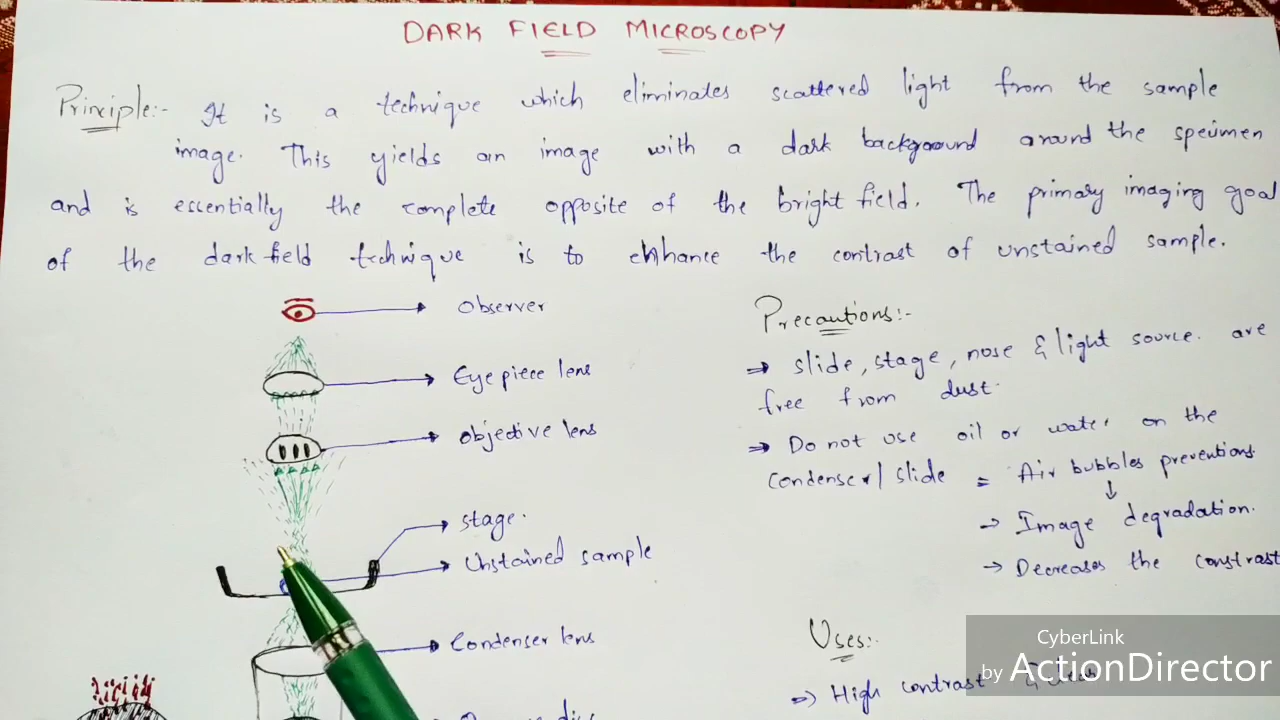 DARK FIELD MICROSCOPY
Principle:- It is a technique which eliminates scattered light from the sample
image. This yields an image with a dark background around the specimen
and is essentially the complete opposite of the bright field. The primary imaging goal
of the dark field technique is to enhance the contrast of unstained sample.
Observer
Eye piece lens
Objective lens
stage.
Unstained sample
Condenser lens
Precautions:-
⇒ slide, stage, nose & light source. are
free from dust.
⇒ Do not use oil or water on the
condenser/slide = Air bubbles preventions.
↓
→ Image degradation.
→ Decreases the constrast
Uses:-
⇒ High contrast &
CyberLink
by ActionDirector